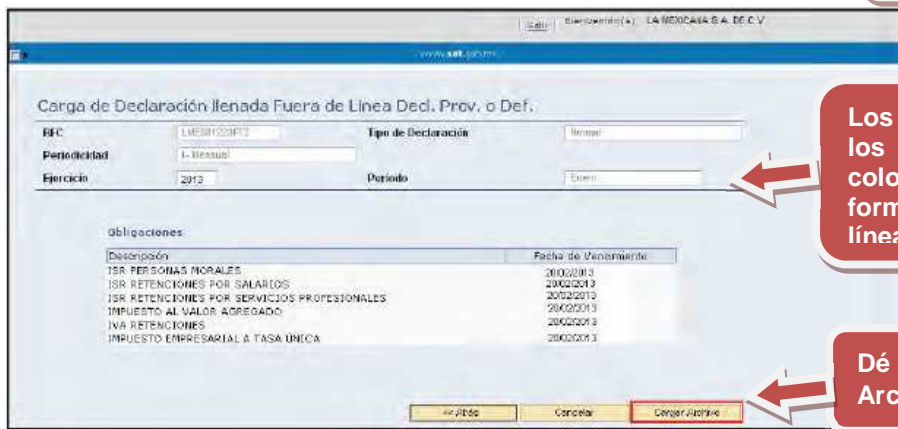 Salir Bienvenido(a) LA MEXICANA S.A. DE C.V
www.sat.gob.mx
Carga de Declaración llenada Fuera de Linea Decl. Prov. o Def.
RFC Tipo de Declaración Normal
Periodicidad 1- Mensual
Ejercicio 2013 Periodo Enero
Obligaciones
Descripción Fecha de Vencimiento
ISR PERSONAS MORALES 20/02/2013
ISR RETENCIONES POR SALARIOS 20/02/2013
ISR RETENCIONES POR SERVICIOS PROFESIONALES 20/02/2013
IMPUESTO AL VALOR AGREGADO 20/02/2013
IVA RETENCIONES 20/02/2013
IMPUESTO EMPRESARIAL A TASA ÚNICA 20/02/2013
<< Atrás Cancelar Cargar Archivo
Los
los
colo
form
línea
Dé
Arc